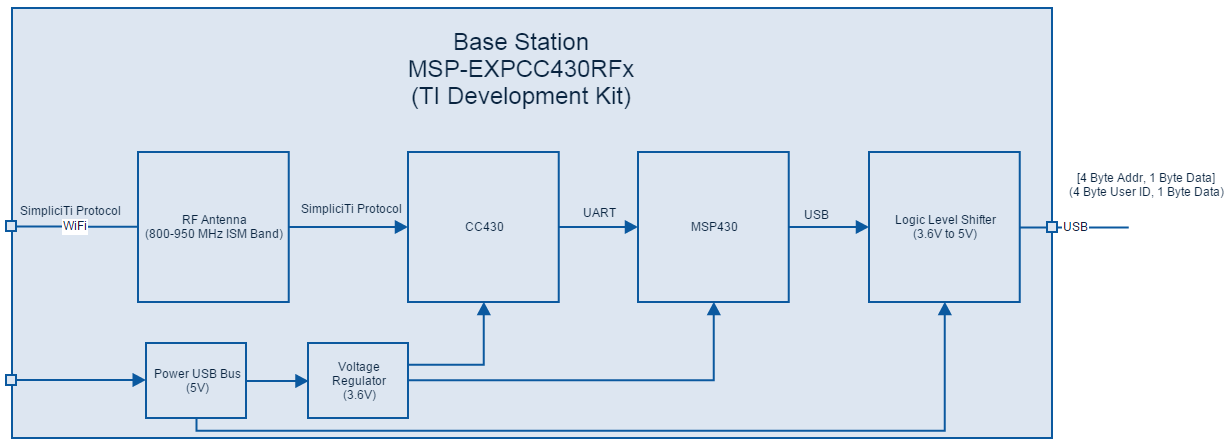 Base Station
MSP-EXPCC430RFx
(TI Development Kit)
[4 Byte Addr, 1 Byte Data]
(4 Byte User ID, 1 Byte Data)
SimpliciTi Protocol
WiFi
RF Antenna
(800-950 MHz ISM Band)
SimpliciTi Protocol
CC430
UART
MSP430
USB
Logic Level Shifter
(3.6V to 5V)
USB
Power USB Bus
(5V)
Voltage
Regulator
(3.6V)